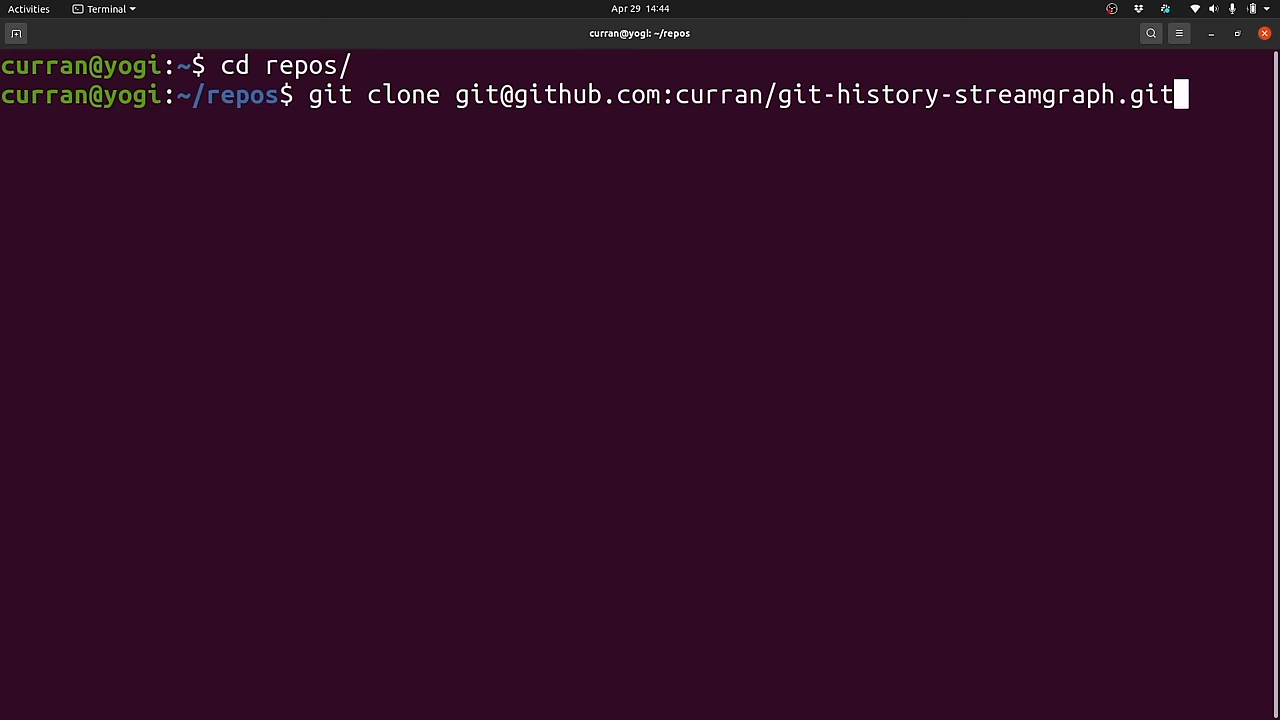 Activities
Terminal
Apr 29 14:44
curran@yogi: ~/repos
curran@yogi:~$ cd repos/
curran@yogi:~/repos$ git clone git@github.com:curran/git-history-streamgraph.git